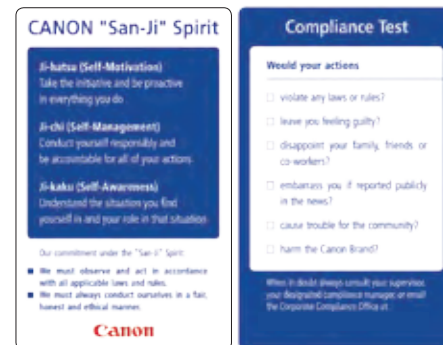 CANON "San-Ji" Spirit
Ji-hatsu (Self-Motivation)
Take the initiative and be proactive
in everything you do
Ji-chi (Self-Management)
Conduct yourself responsibly and
be accountable for all of your actions
Ji-kaku (Self-Awareness)
Understand the situation you find
yourself in and your role in that situation
Our commitment under the "San-Ji" Spirit:
■ We must observe and act in accordance
with all applicable laws and rules.
■ We must always conduct ourselves in a fair,
honest and ethical manner.
Canon
Compliance Test
Would your actions
□ violate any laws or rules?
□ leave you feeling guilty?
□ disappoint your family, friends or
co-workers?
□ embarrass you if reported publicly
in the news?
□ cause trouble for the community?
□ harm the Canon Brand?
When in doubt always consult your supervisor,
your designated compliance manager, or email
the Corporate Compliance Office at